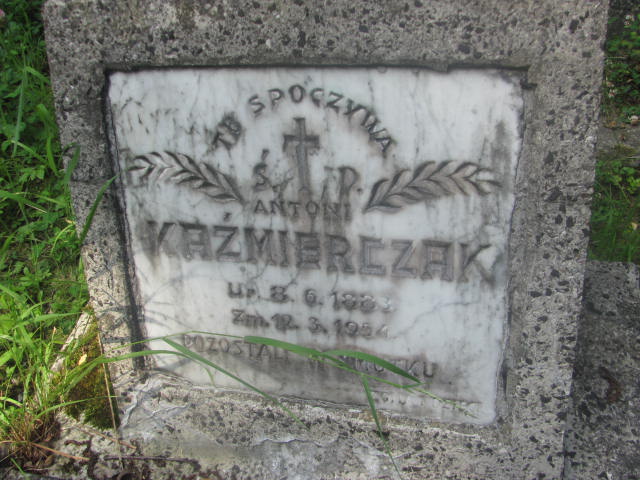 TU SPOCZYWA
Ś. P.
ANTONI
KAŹMIERCZAK
ur. 8. 6. 1883
Zm. 12. 3. 1954
POZOSTALI W SMUTKU